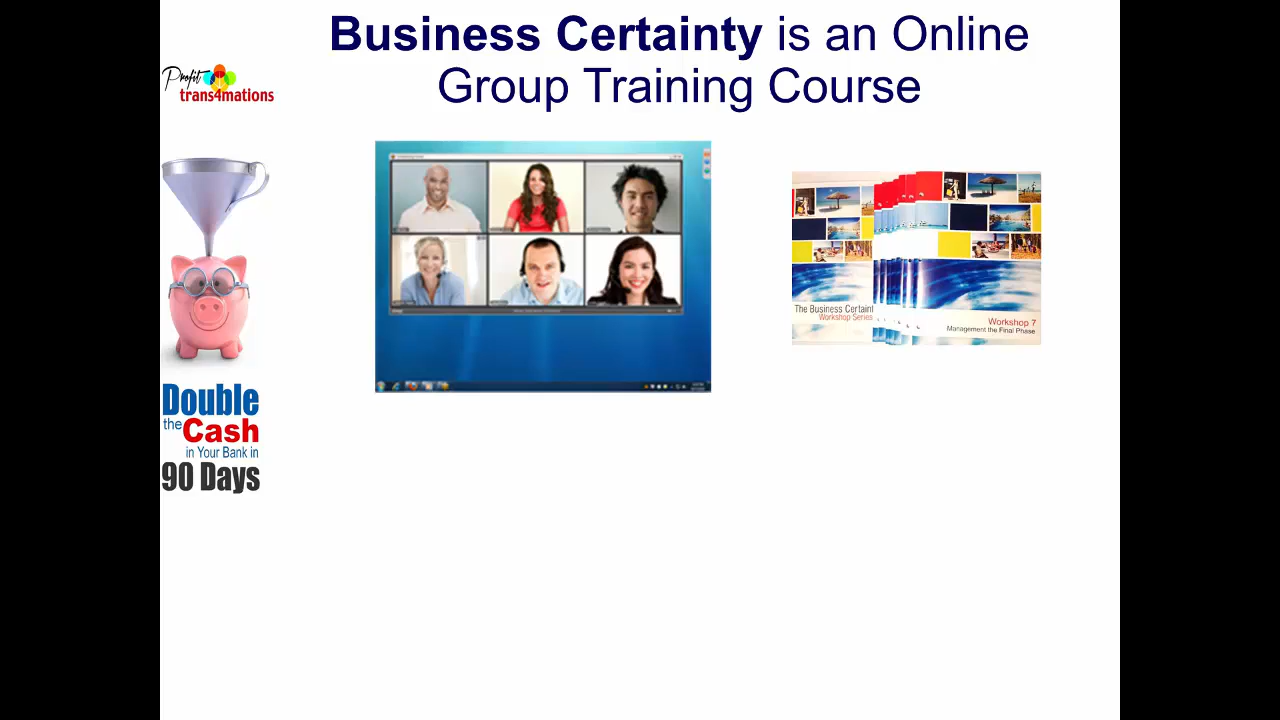 Business Certainty is an Online
Group Training Course
Profit
trans4mations
Double
the Cash
in Your Bank in
90 Days
The Business Certaint
Workshop Series
Workshop 7
Management the Final Phase